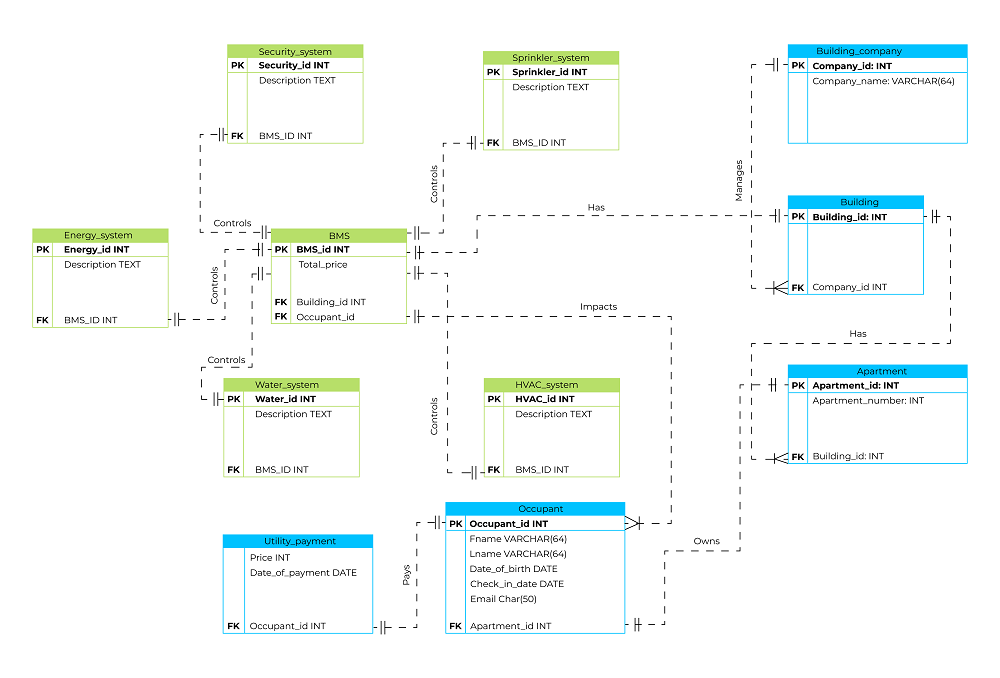 Security_system
PK Security_id INT
Description TEXT
FK BMS_ID INT
Sprinkler_system
PK Sprinkler_id INT
Description TEXT
FK BMS_ID INT
Building_company
PK Company_id: INT
Company_name: VARCHAR(64)
Controls
Controls
Has
Manages
Building
PK Building_id: INT
FK Company_id INT
Energy_system
PK Energy_id INT
Description TEXT
FK BMS_ID INT
Controls
BMS
PK BMS_id INT
Total_price
FK Building_id INT
FK Occupant_id
Impacts
Has
Controls
Controls
Water_system
PK Water_id INT
Description TEXT
FK BMS_ID INT
HVAC_system
PK HVAC_id INT
Description TEXT
FK BMS_ID INT
Apartment
PK Apartment_id: INT
Apartment_number: INT
FK Building_id: INT
Utility_payment
Price INT
Date_of_payment DATE
FK Occupant_id INT
Pays
Occupant
PK Occupant_id INT
Fname VARCHAR(64)
Lname VARCHAR(64)
Date_of_birth DATE
Check_in_date DATE
Email Char(50)
FK Apartment_id INT
Owns